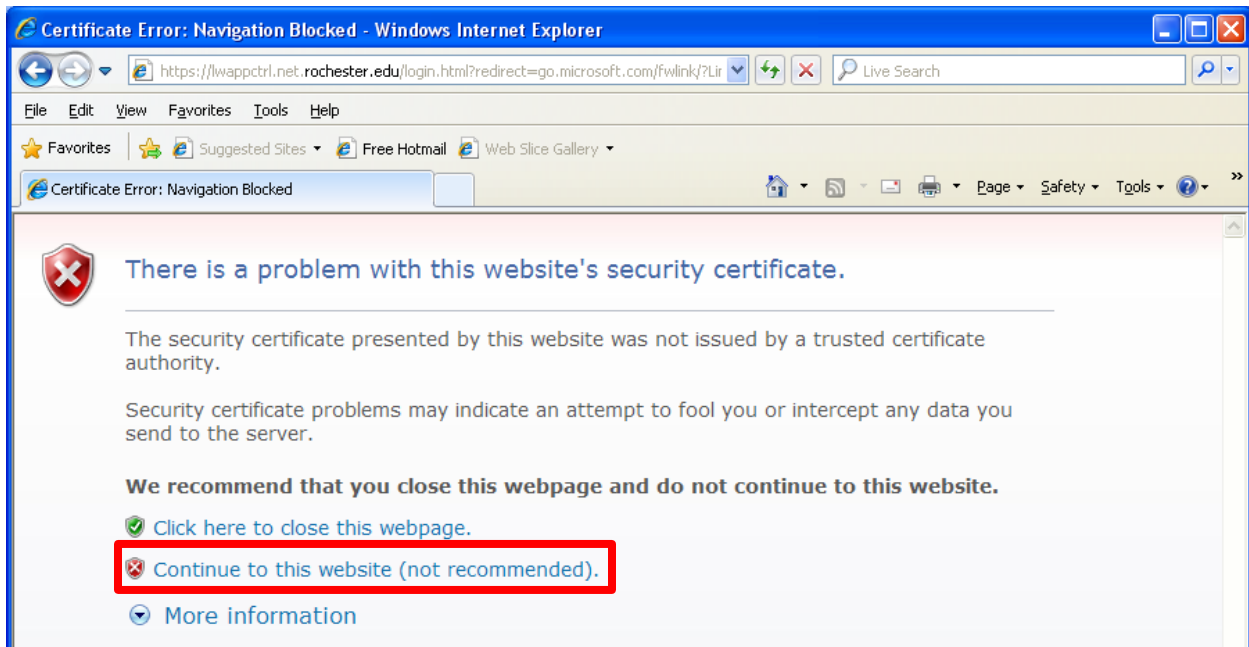 Certificate Error: Navigation Blocked - Windows Internet Explorer
https://lwappctrl.net.rochester.edu/login.html?redirect=go.microsoft.com/fwlink/?Lir
Live Search
File Edit View Favorites Tools Help
Favorites Suggested Sites Free Hotmail Web Slice Gallery
Certificate Error: Navigation Blocked Page Safety Tools »
There is a problem with this website's security certificate.
The security certificate presented by this website was not issued by a trusted certificate
authority.
Security certificate problems may indicate an attempt to fool you or intercept any data you
send to the server.
We recommend that you close this webpage and do not continue to this website.
Click here to close this webpage.
Continue to this website (not recommended).
More information